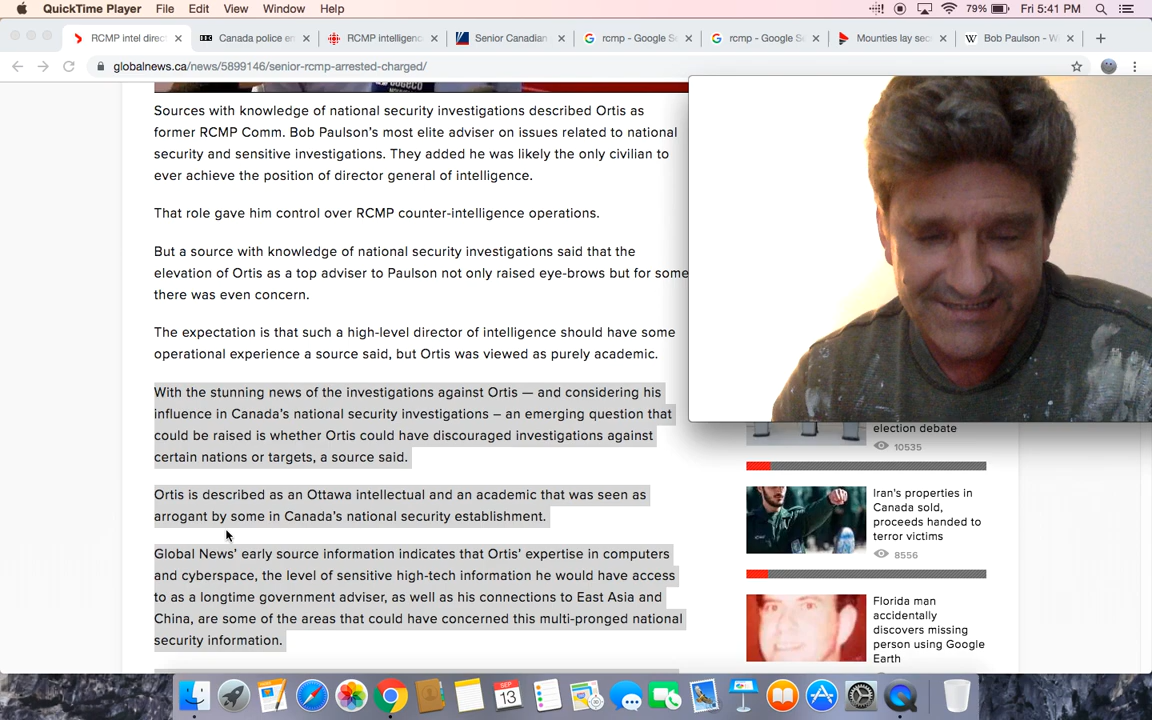 QuickTime Player File Edit View Window Help 79% Fri 5:41 PM
RCMP intel direc × Canada police en × RCMP intelligenc × Senior Canadian × rcmp - Google Se × rcmp - Google Se × Mounties lay sec × Bob Paulson - W ×
globalnews.ca/news/5899146/senior-rcmp-arrested-charged/
Sources with knowledge of national security investigations described Ortis as
former RCMP Comm. Bob Paulson's most elite adviser on issues related to national
security and sensitive investigations. They added he was likely the only civilian to
ever achieve the position of director general of intelligence.
That role gave him control over RCMP counter-intelligence operations.
But a source with knowledge of national security investigations said that the
elevation of Ortis as a top adviser to Paulson not only raised eye-brows but for some
there was even concern.
The expectation is that such a high-level director of intelligence should have some
operational experience a source said, but Ortis was viewed as purely academic.
With the stunning news of the investigations against Ortis — and considering his
influence in Canada's national security investigations – an emerging question that
could be raised is whether Ortis could have discouraged investigations against
certain nations or targets, a source said.
Ortis is described as an Ottawa intellectual and an academic that was seen as
arrogant by some in Canada's national security establishment.
Global News' early source information indicates that Ortis' expertise in computers
and cyberspace, the level of sensitive high-tech information he would have access
to as a longtime government adviser, as well as his connections to East Asia and
China, are some of the areas that could have concerned this multi-pronged national
security information.
election debate
10535
Iran's properties in
Canada sold,
proceeds handed to
terror victims
8556
Florida man
accidentally
discovers missing
person using Google
Earth
SEP
13